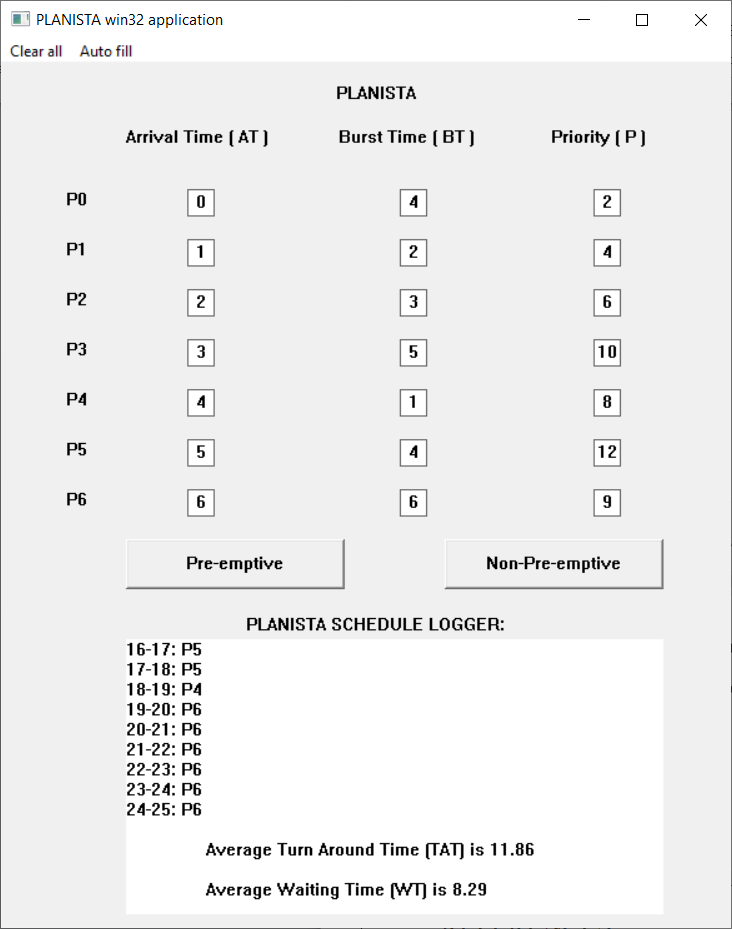 PLANISTA win32 application
Clear all Auto fill
PLANISTA
Arrival Time ( AT ) Burst Time ( BT ) Priority ( P )
P0 0 4 2
P1 1 2 4
P2 2 3 6
P3 3 5 10
P4 4 1 8
P5 5 4 12
P6 6 6 9
Pre-emptive Non-Pre-emptive
PLANISTA SCHEDULE LOGGER:
16-17: P5
17-18: P5
18-19: P4
19-20: P6
20-21: P6
21-22: P6
22-23: P6
23-24: P6
24-25: P6
Average Turn Around Time (TAT) is 11.86
Average Waiting Time (WT) is 8.29